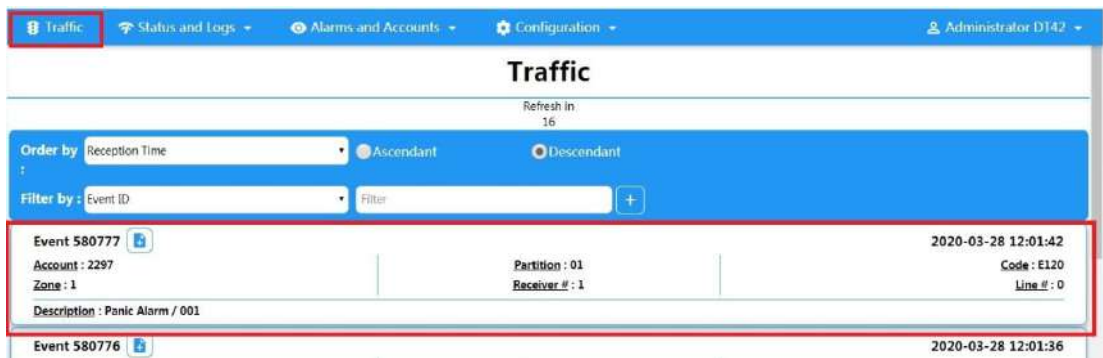 Traffic Status and Logs Alarms and Accounts Configuration Administrator DT42
Traffic
Refresh in
16
Order by : Reception Time Ascendant Descendant
Filter by : Event ID Filter +
Event 580777 2020-03-28 12:01:42
Account : 2297 Partition : 01 Code : E120
Zone : 1 Receiver # : 1 Line # : 0
Description : Panic Alarm / 001
Event 580776 2020-03-28 12:01:36